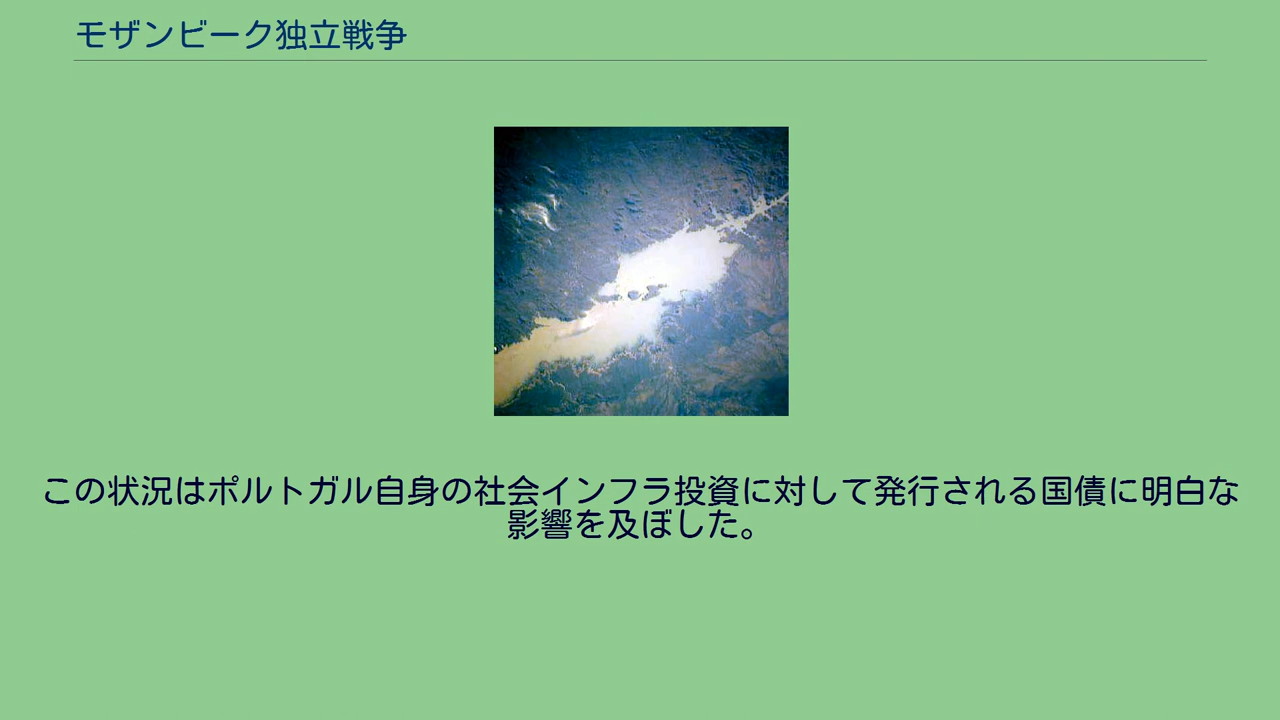 モザンビーク独立戦争
この状況はポルトガル自身の社会インフラ投資に対して発行される国債に明白な
影響を及ぼした。